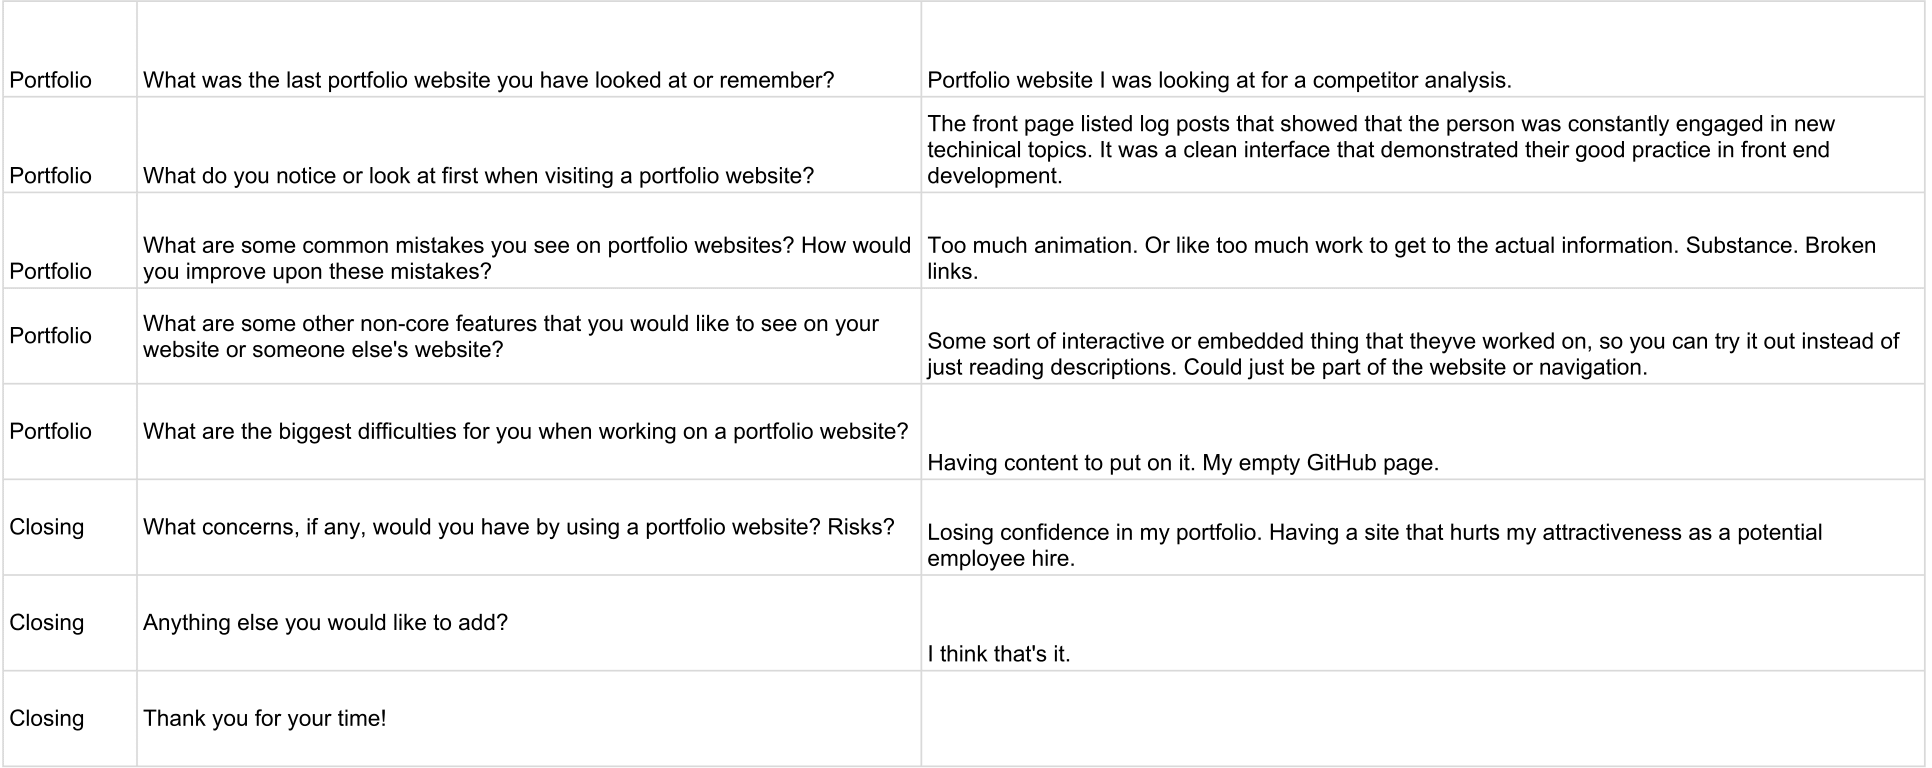 Portfolio
What was the last portfolio website you have looked at or remember?
Portfolio website I was looking at for a competitor analysis.
Portfolio
What do you notice or look at first when visiting a portfolio website?
The front page listed log posts that showed that the person was constantly engaged in new
techinical topics. It was a clean interface that demonstrated their good practice in front end
development.
Portfolio
What are some common mistakes you see on portfolio websites? How would
you improve upon these mistakes?
Too much animation. Or like too much work to get to the actual information. Substance. Broken
links.
Portfolio
What are some other non-core features that you would like to see on your
website or someone else's website?
Some sort of interactive or embedded thing that theyve worked on, so you can try it out instead of
just reading descriptions. Could just be part of the website or navigation.
Portfolio
What are the biggest difficulties for you when working on a portfolio website?
Having content to put on it. My empty GitHub page.
Closing
What concerns, if any, would you have by using a portfolio website? Risks?
Losing confidence in my portfolio. Having a site that hurts my attractiveness as a potential
employee hire.
Closing
Anything else you would like to add?
I think that's it.
Closing
Thank you for your time!